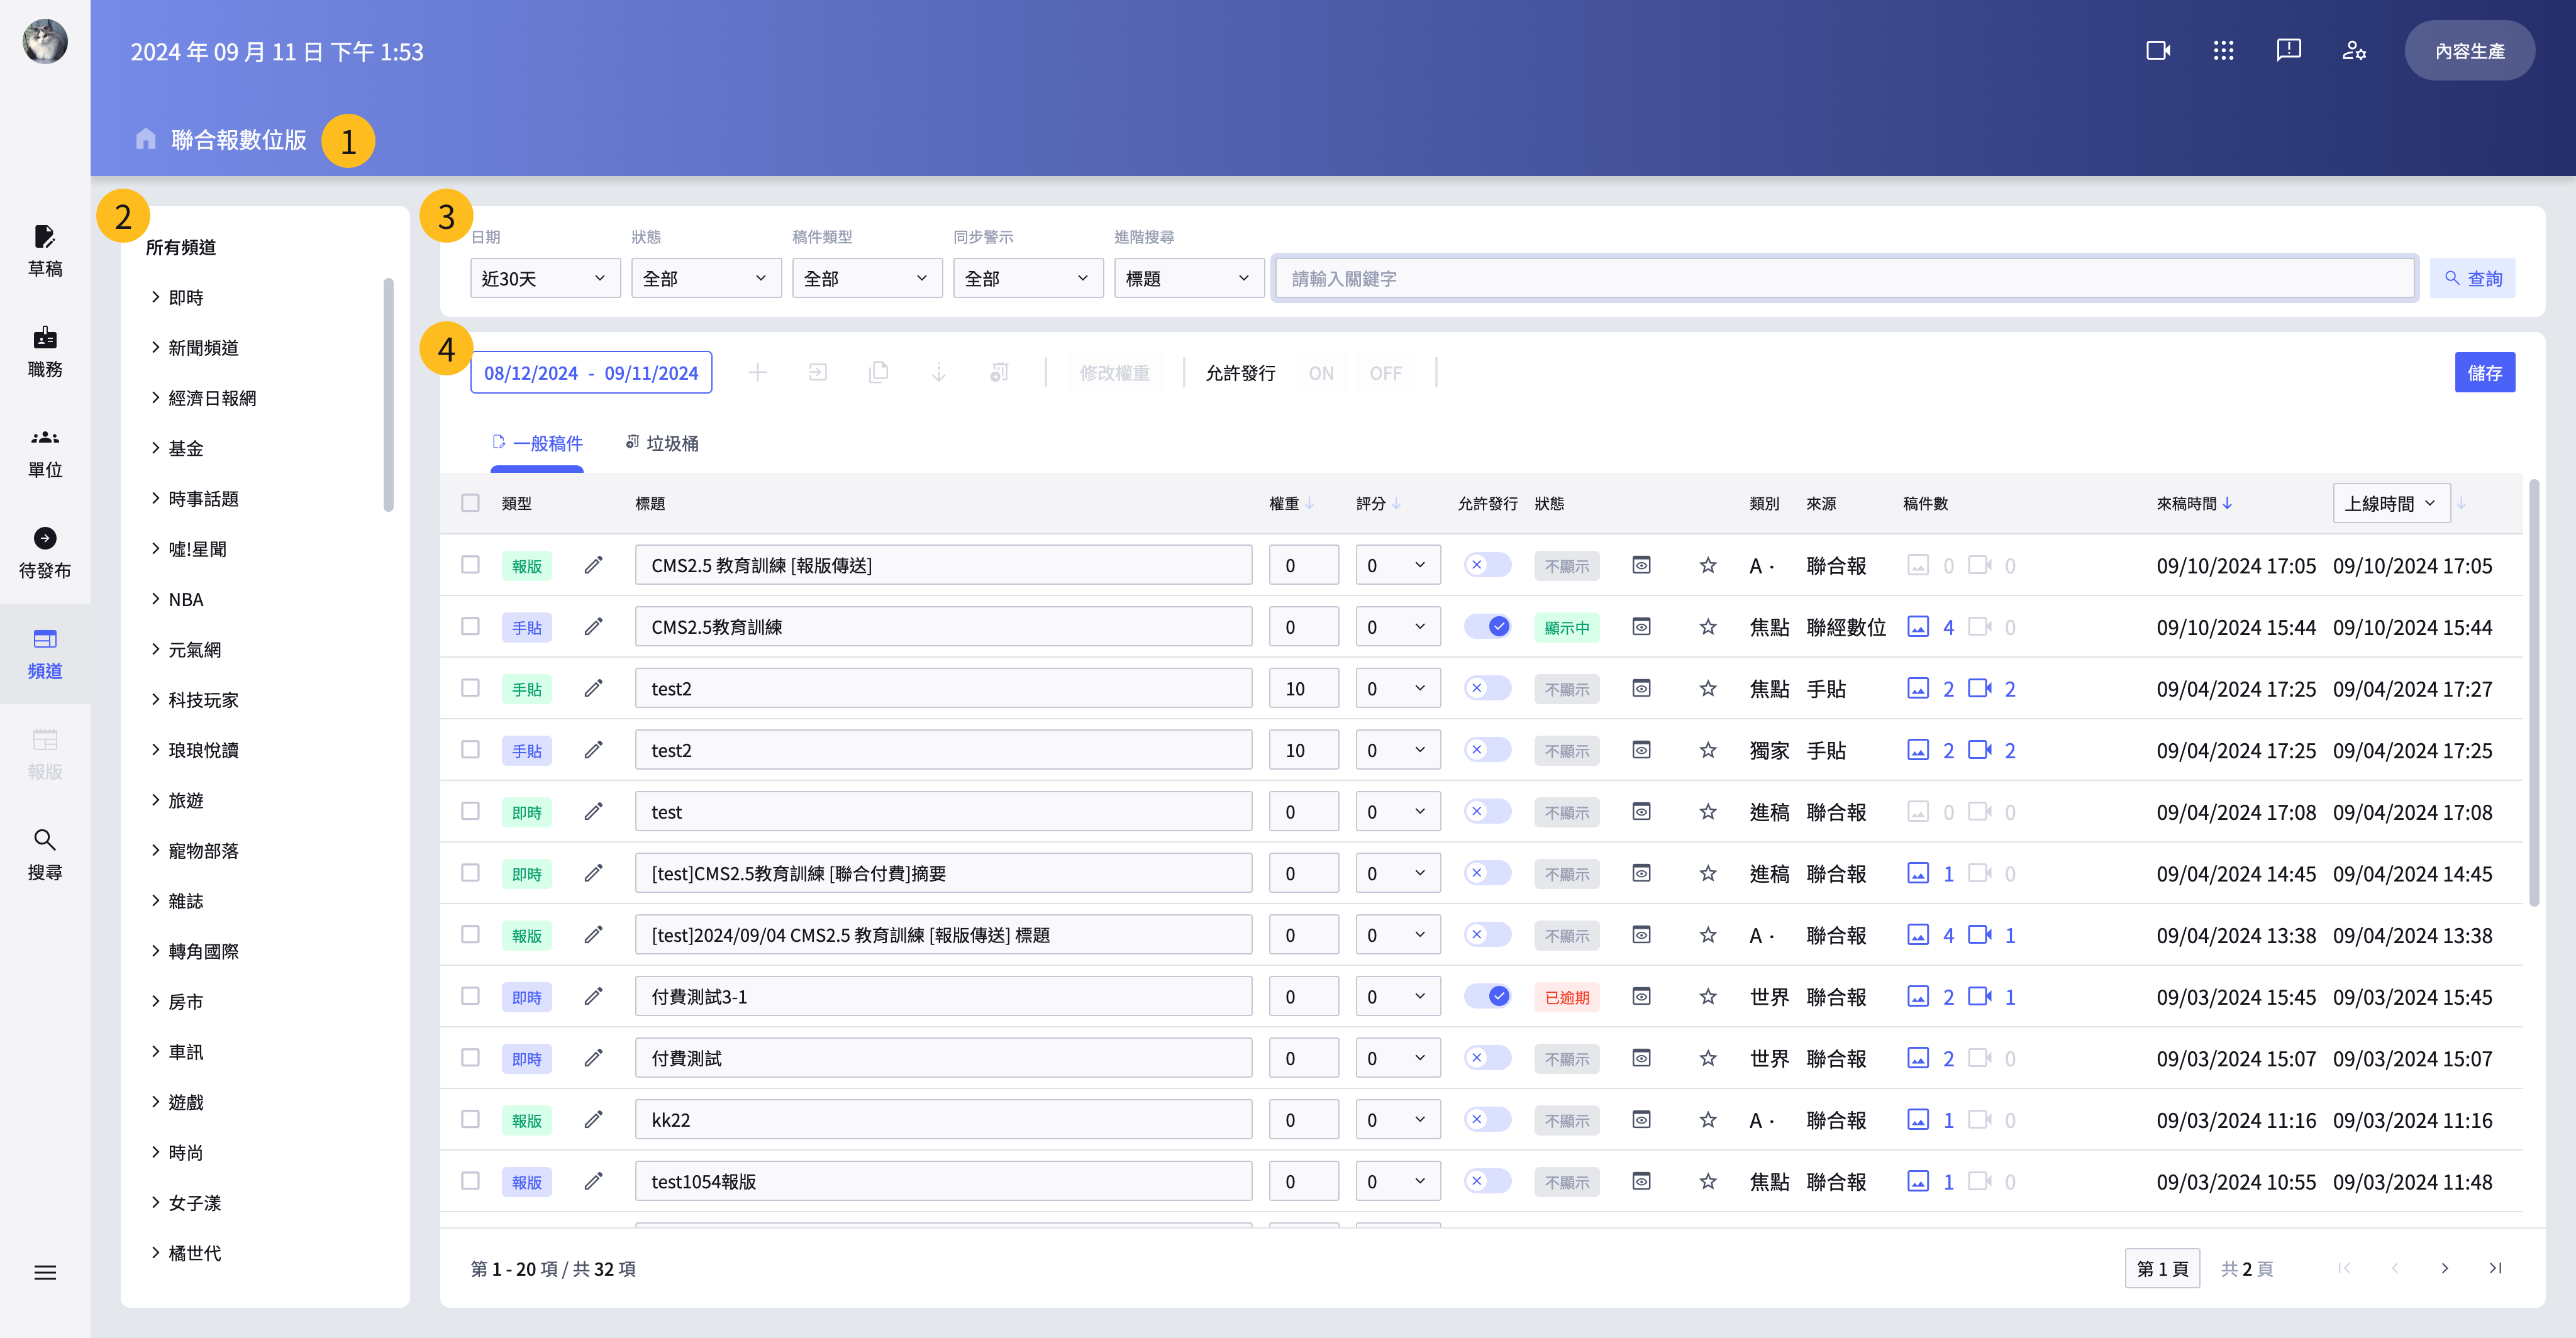 2024 年 09 月 11 日 下午 1:53
內容生產
聯合報數位版
1
草稿
職務
單位
待發布
頻道
報版
搜尋
2
所有頻道
即時
新聞頻道
經濟日報網
基金
時事話題
噓!星聞
NBA
元氣網
科技玩家
琅琅悅讀
旅遊
寵物部落
雜誌
轉角國際
房市
車訊
遊戲
時尚
女子漾
橘世代
3
日期 狀態 稿件類型 同步警示 進階搜尋
近30天 全部 全部 全部 標題 請輸入關鍵字 查詢
4
08/12/2024 - 09/11/2024 修改權重 允許發行 ON OFF 儲存
一般稿件 垃圾桶
類型 標題 權重 評分 允許發行 狀態 類別 來源 稿件數 來稿時間 上線時間
報版 CMS2.5 教育訓練 [報版傳送] 0 0 不顯示 A · 聯合報 0 0 09/10/2024 17:05 09/10/2024 17:05
手貼 CMS2.5教育訓練 0 0 顯示中 焦點 聯經數位 4 0 09/10/2024 15:44 09/10/2024 15:44
手貼 test2 10 0 不顯示 焦點 手貼 2 2 09/04/2024 17:25 09/04/2024 17:27
手貼 test2 10 0 不顯示 獨家 手貼 2 2 09/04/2024 17:25 09/04/2024 17:25
即時 test 0 0 不顯示 進稿 聯合報 0 0 09/04/2024 17:08 09/04/2024 17:08
即時 [test]CMS2.5教育訓練 [聯合付費]摘要 0 0 不顯示 進稿 聯合報 1 0 09/04/2024 14:45 09/04/2024 14:45
報版 [test]2024/09/04 CMS2.5 教育訓練 [報版傳送] 標題 0 0 不顯示 A · 聯合報 4 1 09/04/2024 13:38 09/04/2024 13:38
即時 付費測試3-1 0 0 已逾期 世界 聯合報 2 1 09/03/2024 15:45 09/03/2024 15:45
即時 付費測試 0 0 不顯示 世界 聯合報 2 0 09/03/2024 15:07 09/03/2024 15:07
報版 kk22 0 0 不顯示 A · 聯合報 1 0 09/03/2024 11:16 09/03/2024 11:16
報版 test1054報版 0 0 不顯示 焦點 聯合報 1 0 09/03/2024 10:55 09/03/2024 11:48
第 1 - 20 項 / 共 32 項 第 1 頁 共 2 頁